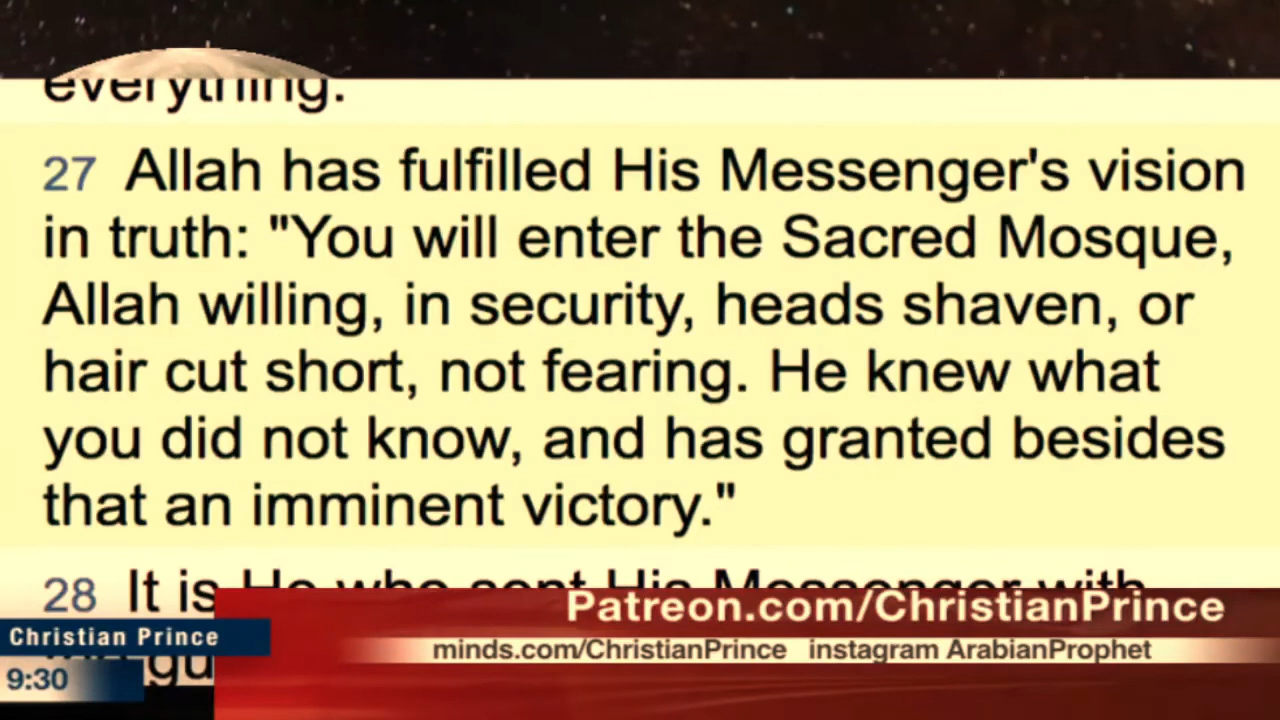 everything.
27 Allah has fulfilled His Messenger's vision
in truth: "You will enter the Sacred Mosque,
Allah willing, in security, heads shaven, or
hair cut short, not fearing. He knew what
you did not know, and has granted besides
that an imminent victory."
28 It is He who sent His Messenger with
Patreon.com/ChristianPrince
Christian Prince
minds.com/ChristianPrince instagram ArabianProphet
9:30